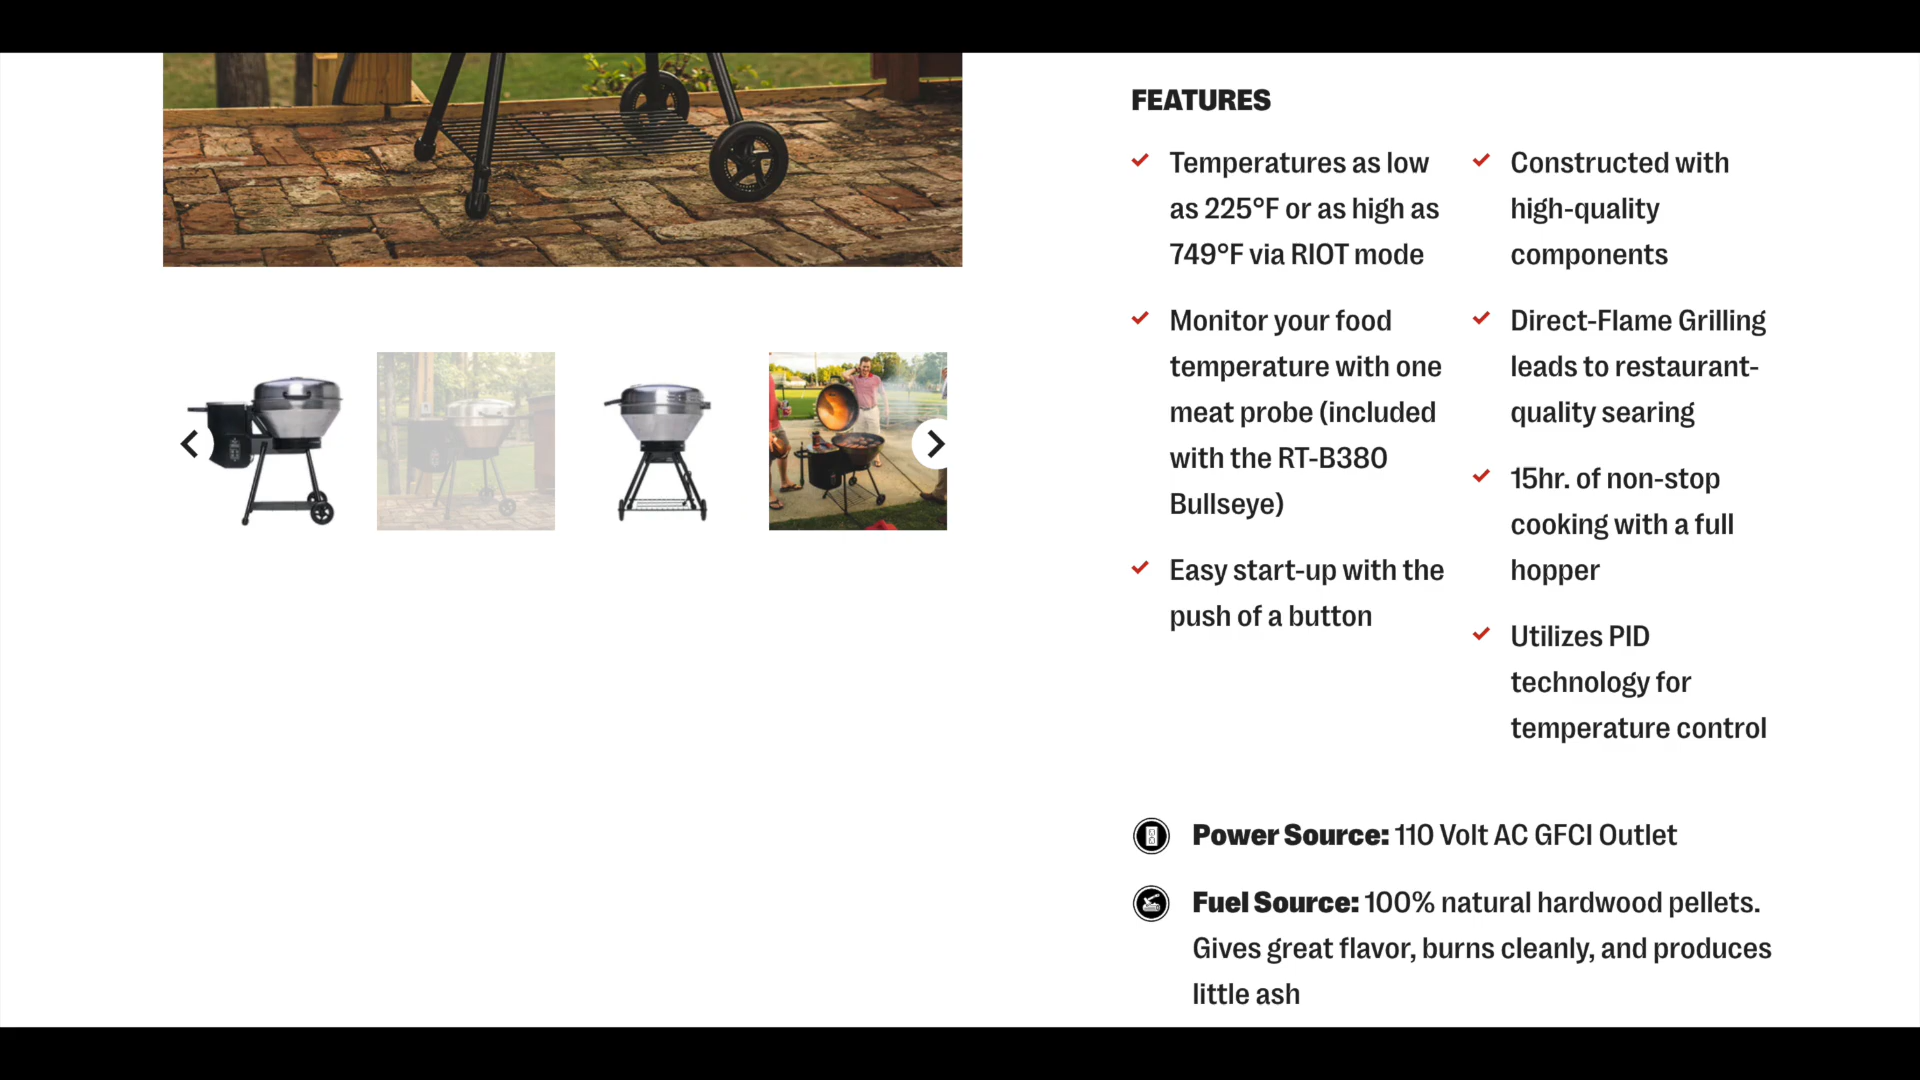 FEATURES
Temperatures as low
as 225°F or as high as
749°F via RIOT mode
Monitor your food
temperature with one
meat probe (included
with the RT-B380
Bullseye)
Easy start-up with the
push of a button
Constructed with
high-quality
components
Direct-Flame Grilling
leads to restaurant-
quality searing
15hr. of non-stop
cooking with a full
hopper
Utilizes PID
technology for
temperature control
Power Source: 110 Volt AC GFCI Outlet
Fuel Source: 100% natural hardwood pellets.
Gives great flavor, burns cleanly, and produces
little ash